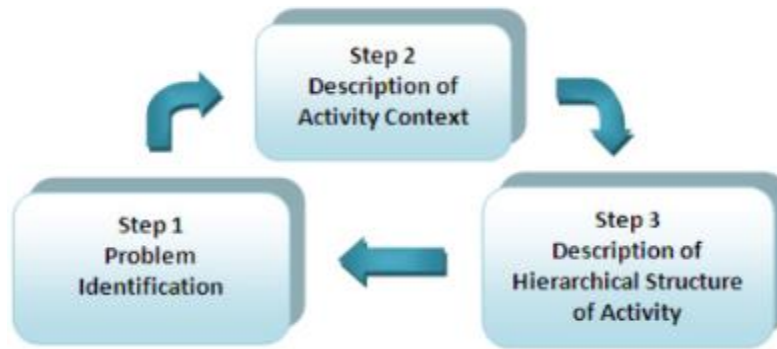 Step 2
Description of
Activity Context
Step 1
Problem
Identification
Step 3
Description of
Hierarchical Structure
of Activity